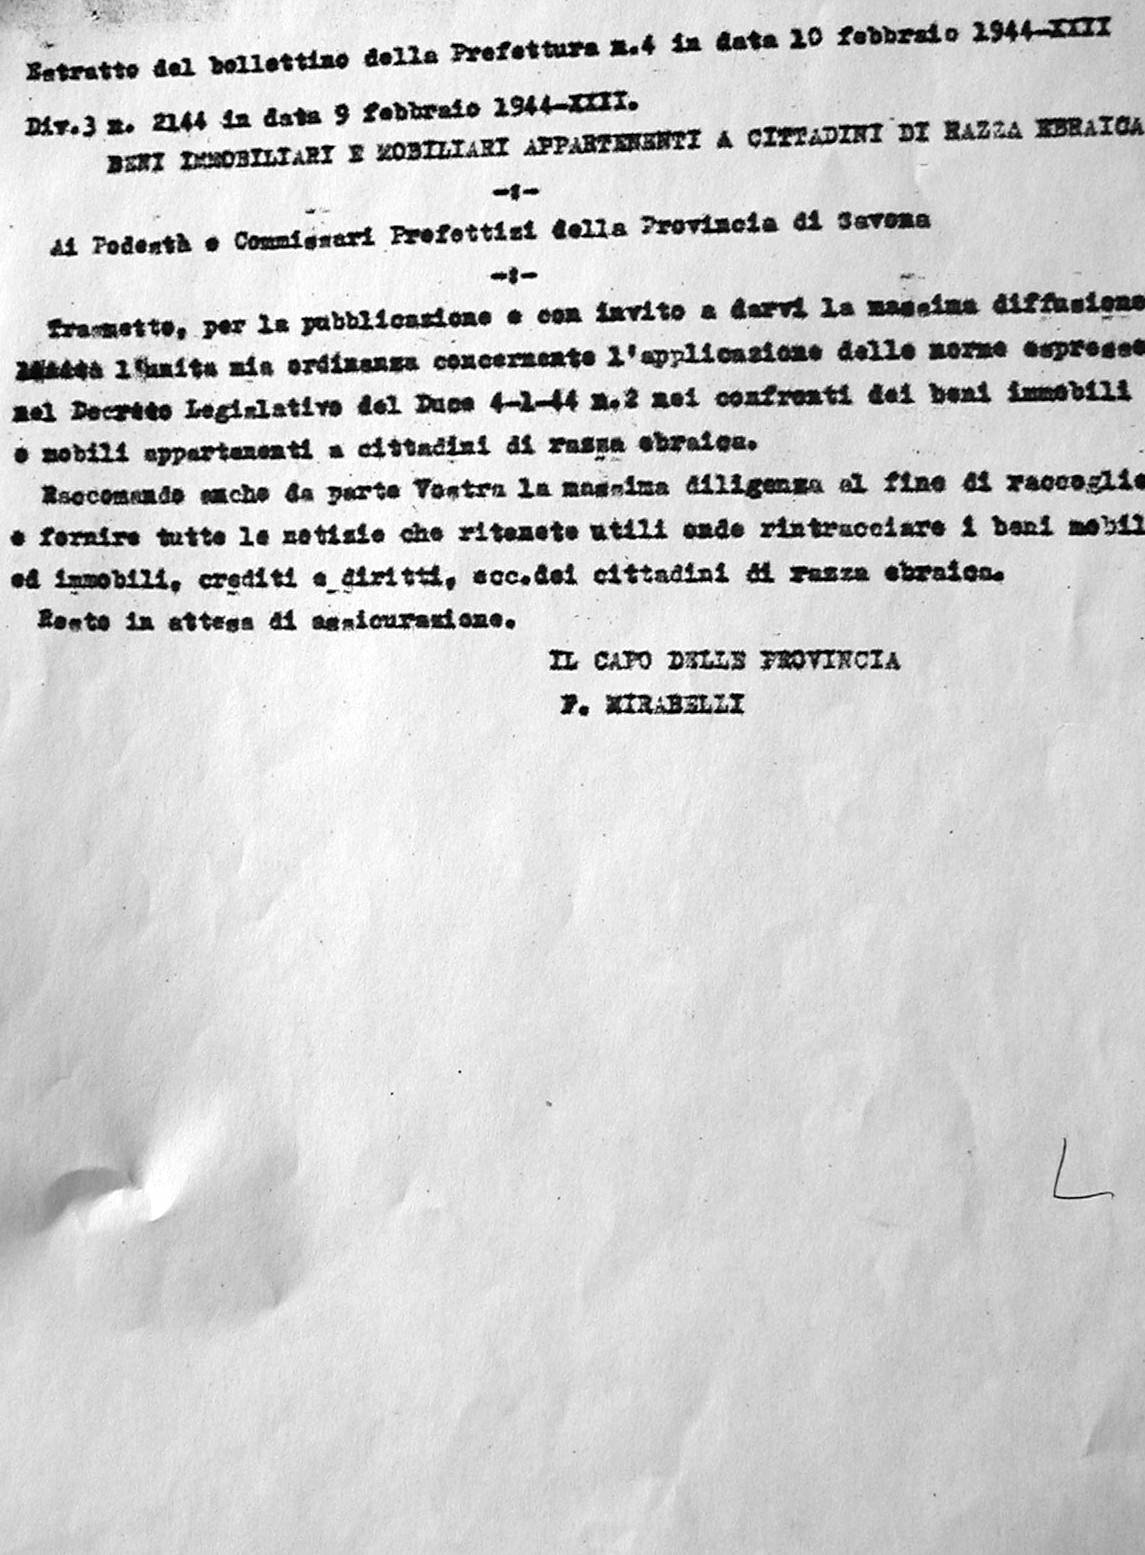 Estratto del bollettino della Prefettura n.4 in data 10 febbraio 1944-XXII
Div.3 n. 2144 in data 9 febbraio 1944-XXII.
BENI IMMOBILIARI E MOBILIARI APPARTENENTI A CITTADINI DI RAZZA EBRAICA
-:-
Ai Podestà e Commissari Prefettizi della Provincia di Savona
-:-
Trasmetto, per la pubblicazione e con invito a darvi la massima diffusione
l'unita mia ordinanza concernente l'applicazione delle norme espresse
nel Decreto Legislativo del Duce 4-1-44 n.2 nei confronti dei beni immobili
e mobili appartenenti a cittadini di razza ebraica.
Raccomando anche da parte Vostra la massima diligenza al fine di raccoglie
e fornire tutte le notizie che ritenete utili onde rintracciare i beni mobil
ed immobili, crediti e diritti, ecc.dei cittadini di razza ebraica.
Resto in attesa di assicurazione.
IL CAPO DELLE PROVINCIA
F. MIRABELLI
L